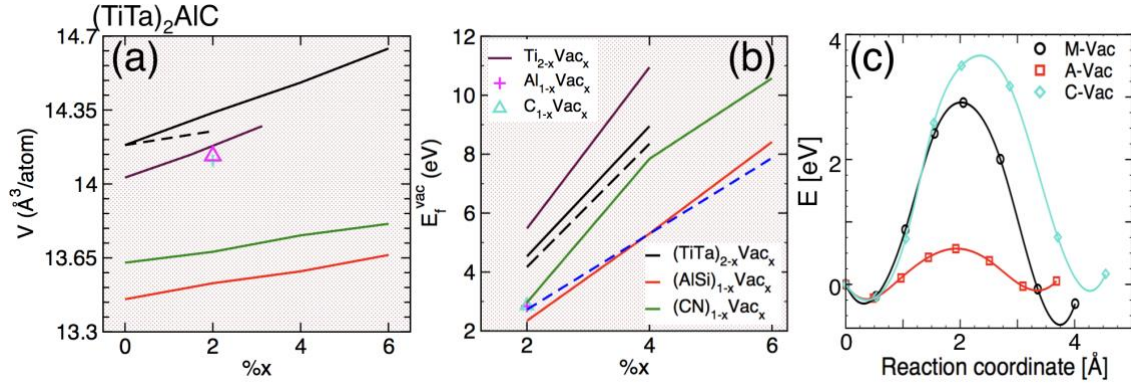 (TiTa)₂AlC
(a)
14.7
14.35
14
13.65
13.3
V (Å³/atom)
0
2
4
6
%x
(b)
12
10
8
6
4
2
E_f^vac (eV)
Ti₂₋ₓVacₓ
Al₁₋ₓVacₓ
C₁₋ₓVacₓ
(TiTa)₂₋ₓVacₓ
(AlSi)₁₋ₓVacₓ
(CN)₁₋ₓVacₓ
2
4
6
%x
(c)
4
2
0
E [eV]
M-Vac
A-Vac
C-Vac
0
2
4
Reaction coordinate [Å]